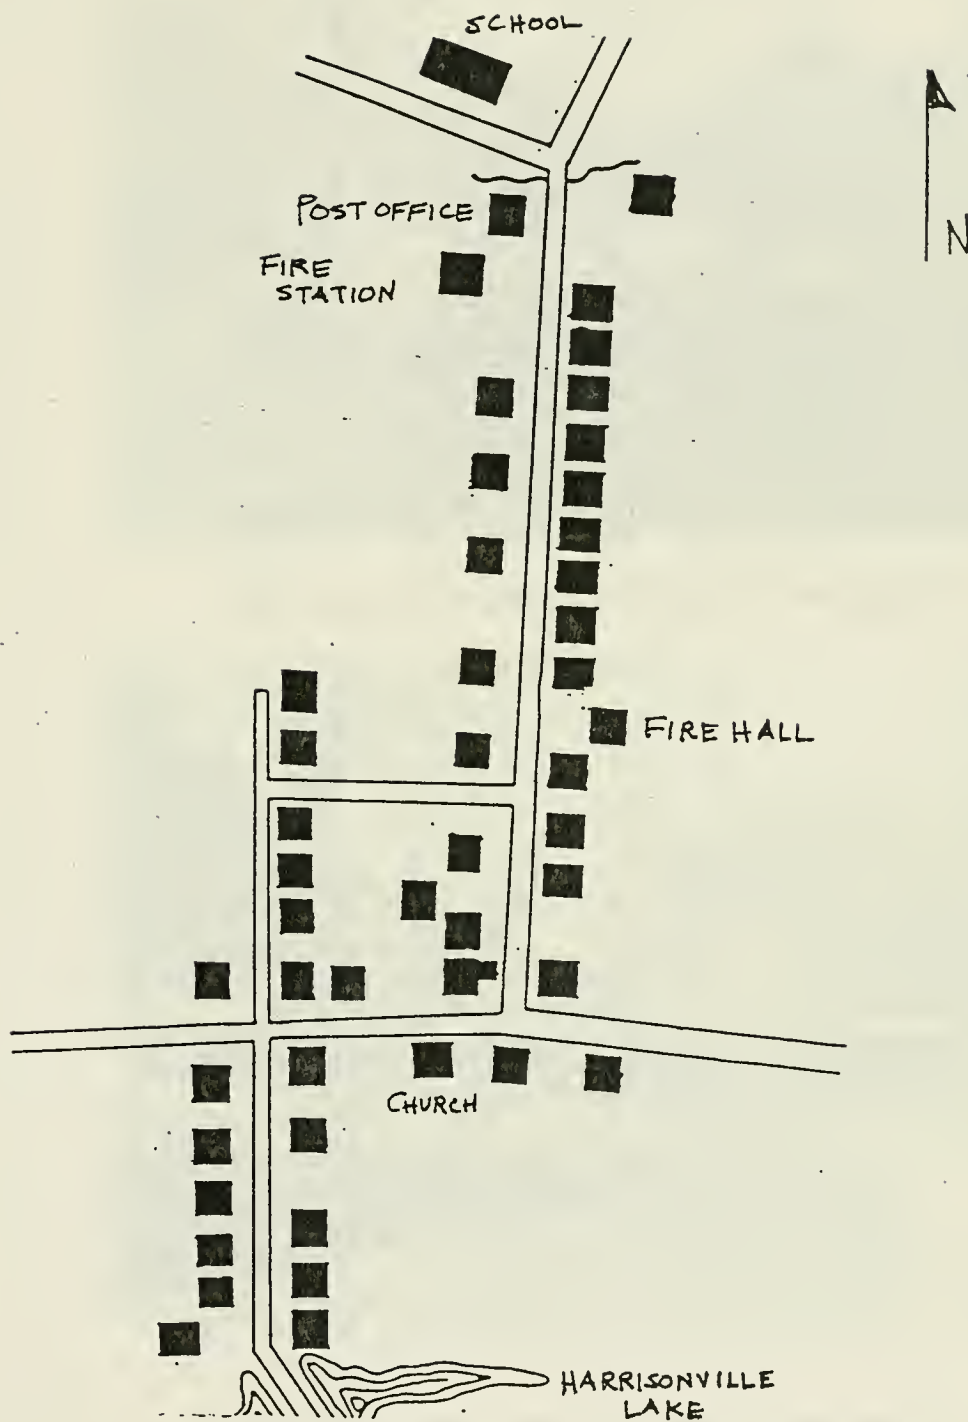 SCHOOL
POST OFFICE
FIRE
STATION
N
FIRE HALL
CHURCH
HARRISONVILLE
LAKE